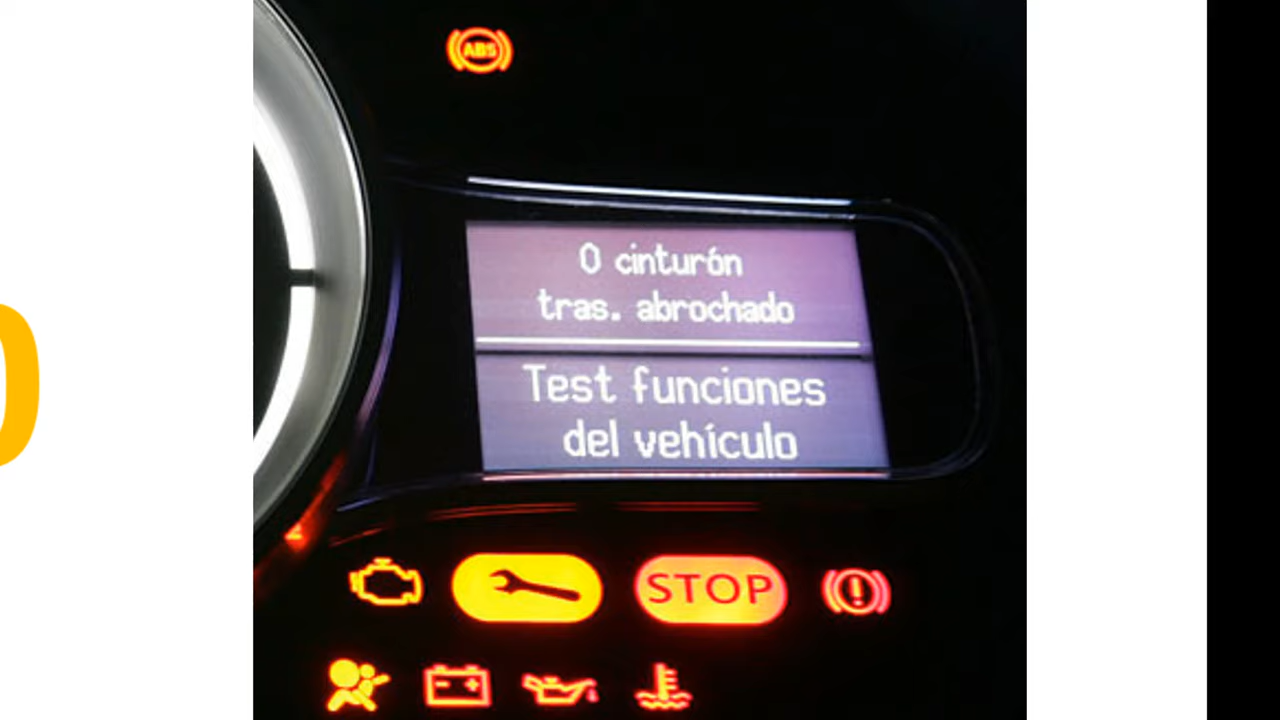 ABS
0 cinturón
tras. abrochado
Test funciones
del vehículo
STOP